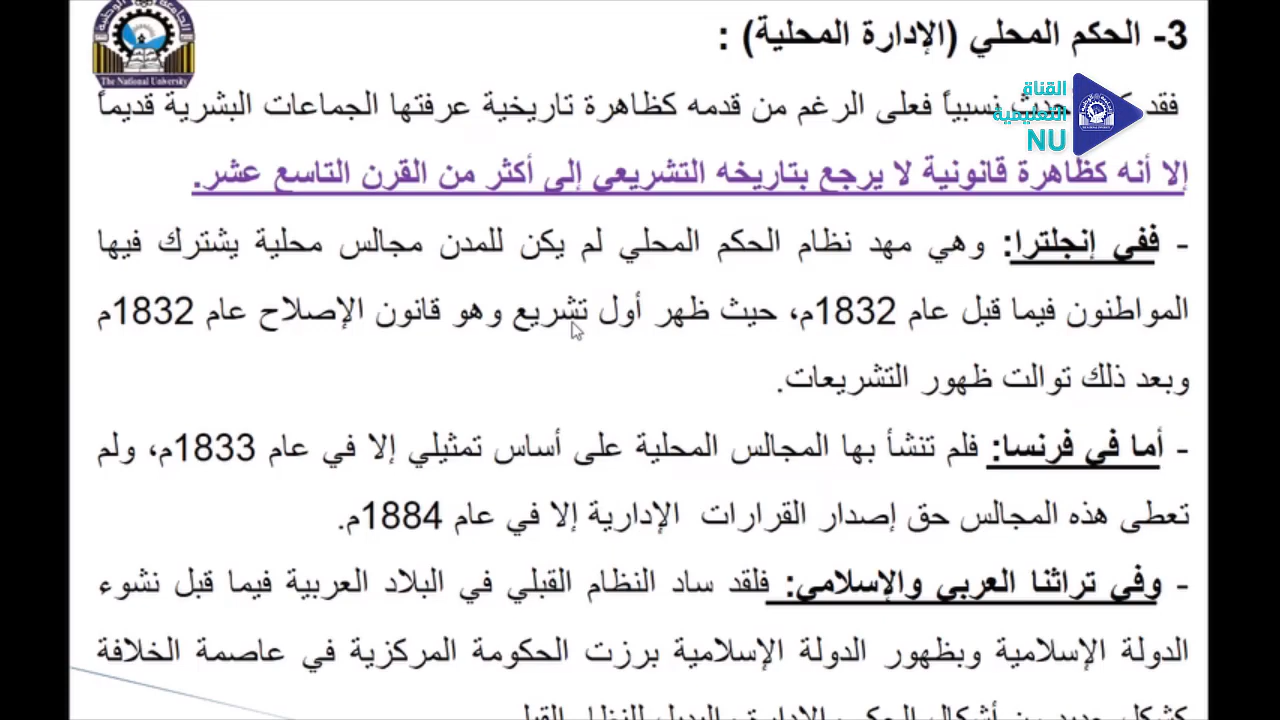 3- الحكم المحلي (الإدارة المحلية) :
The National University
القناة
التعليمية
NU
فقد نسبياً فعلى الرغم من قدمه كظاهرة تاريخية عرفتها الجماعات البشرية قديماً
إلا أنه كظاهرة قانونية لا يرجع بتاريخه التشريعي إلى أكثر من القرن التاسع عشر.
- ففي إنجلترا: وهي مهد نظام الحكم المحلي لم يكن للمدن مجالس محلية يشترك فيها
المواطنون فيما قبل عام 1832م، حيث ظهر أول تشريع وهو قانون الإصلاح عام 1832م
وبعد ذلك توالت ظهور التشريعات.
- أما في فرنسا: فلم تنشأ بها المجالس المحلية على أساس تمثيلي إلا في عام 1833م، ولم
تعطى هذه المجالس حق إصدار القرارات الإدارية إلا في عام 1884م.
- وفي تراثنا العربي والإسلامي: فلقد ساد النظام القبلي في البلاد العربية فيما قبل نشوء
الدولة الإسلامية وبظهور الدولة الإسلامية برزت الحكومة المركزية في عاصمة الخلافة